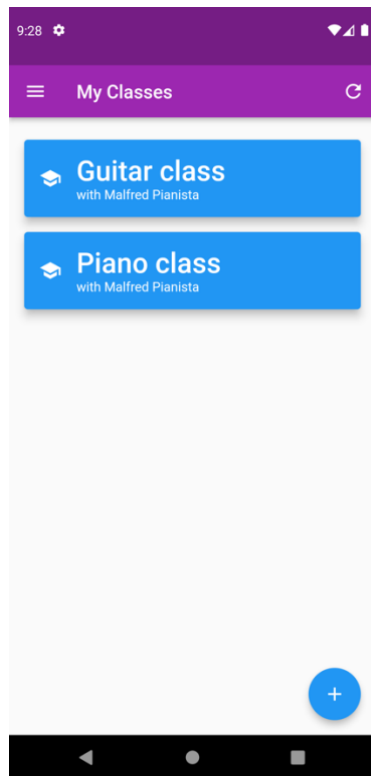 9:28
My Classes
Guitar class
with Malfred Pianista
Piano class
with Malfred Pianista